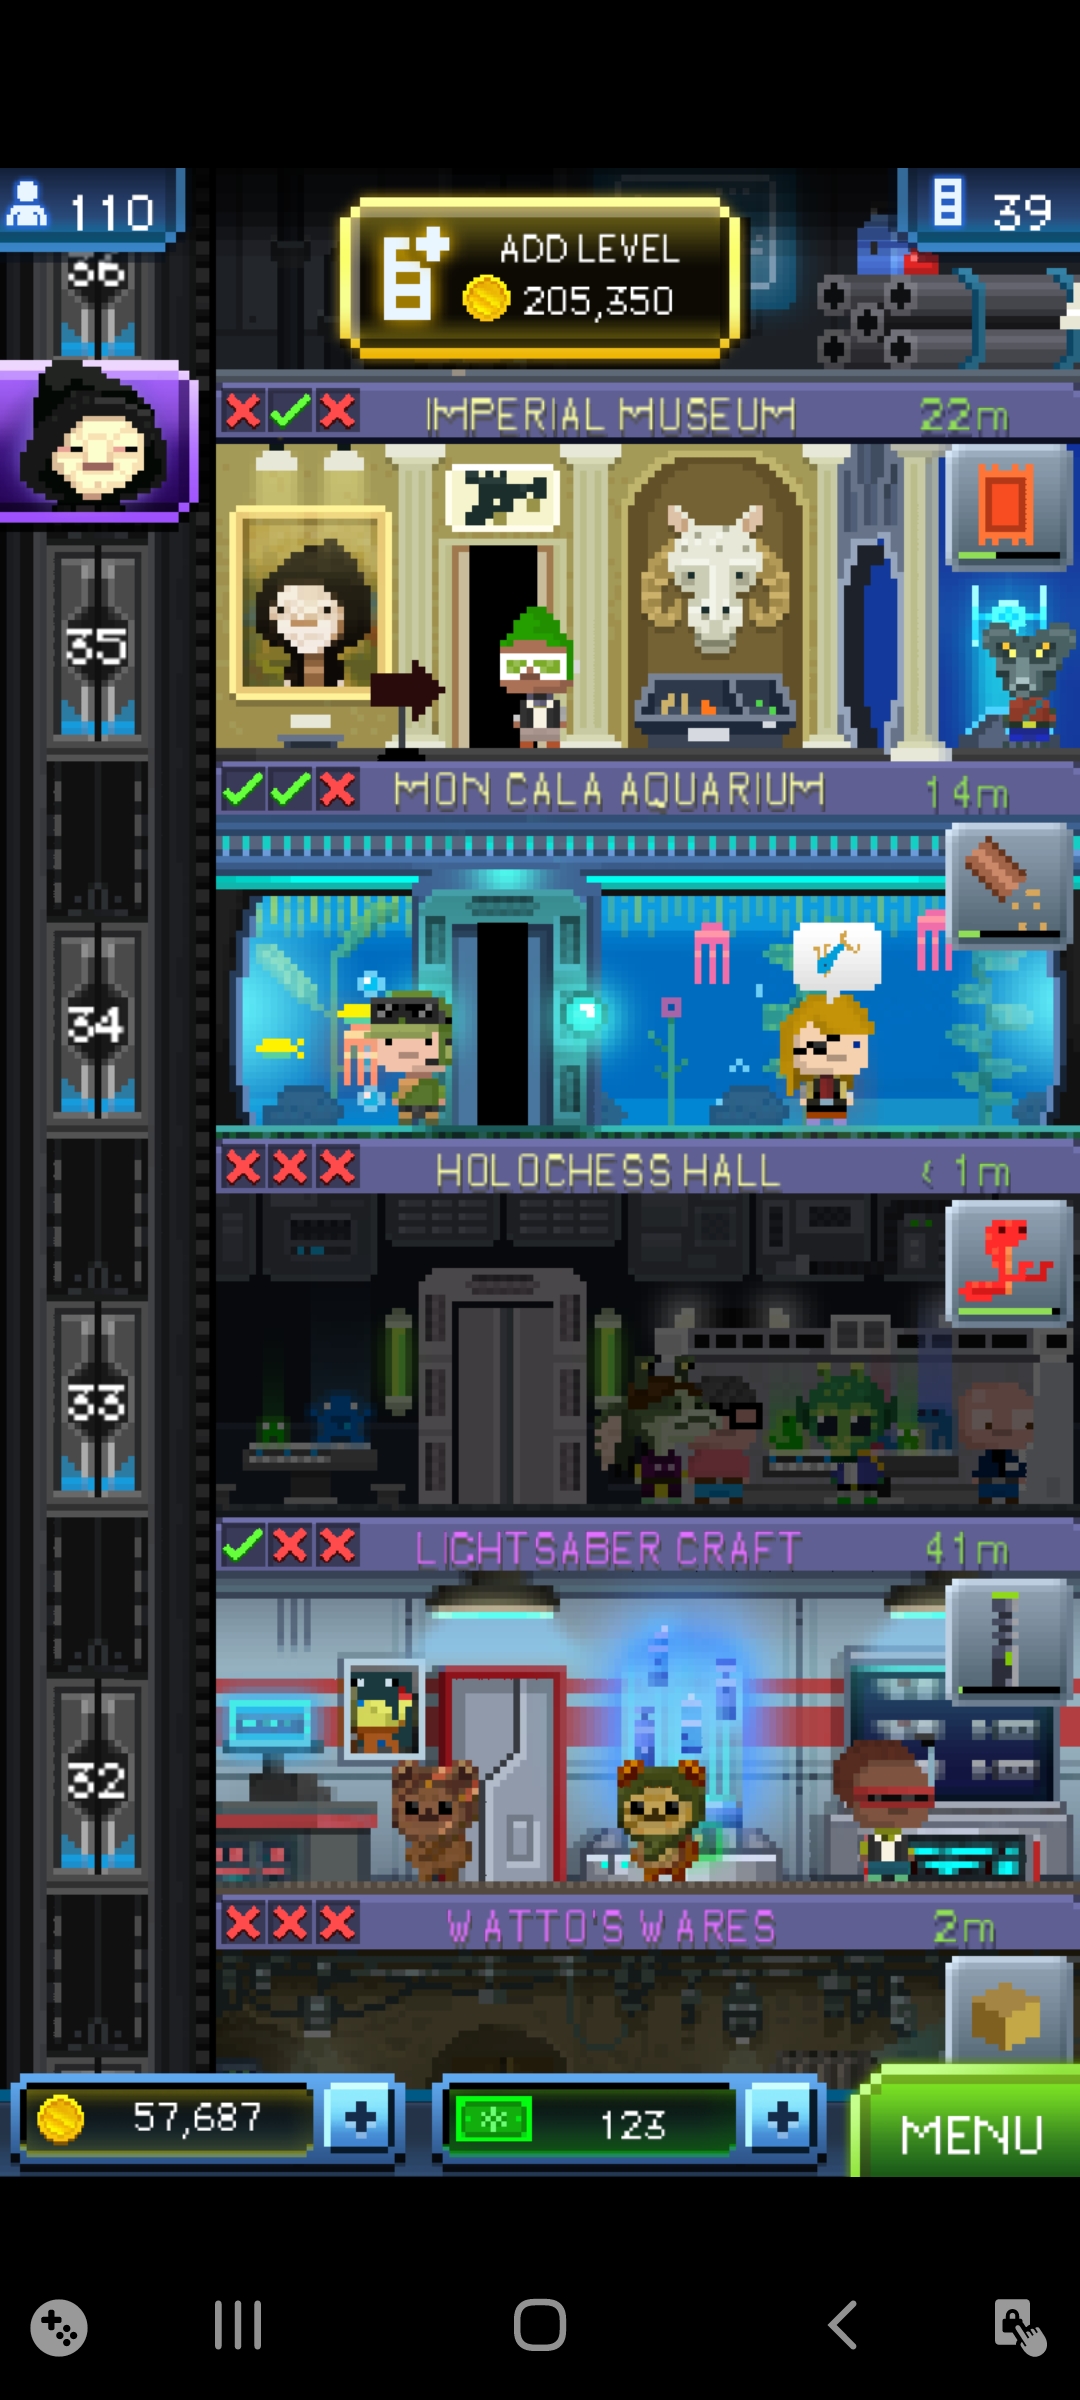 110
ADD LEVEL
205,350
39
36
IMPERIAL MUSEUM 22m
35
MON CALA AQUARIUM 14m
34
HOLOCHESS HALL < 1m
33
LIGHTSABER CRAFT 41m
32
WATTO'S WARES 2m
57,687
123
MENU